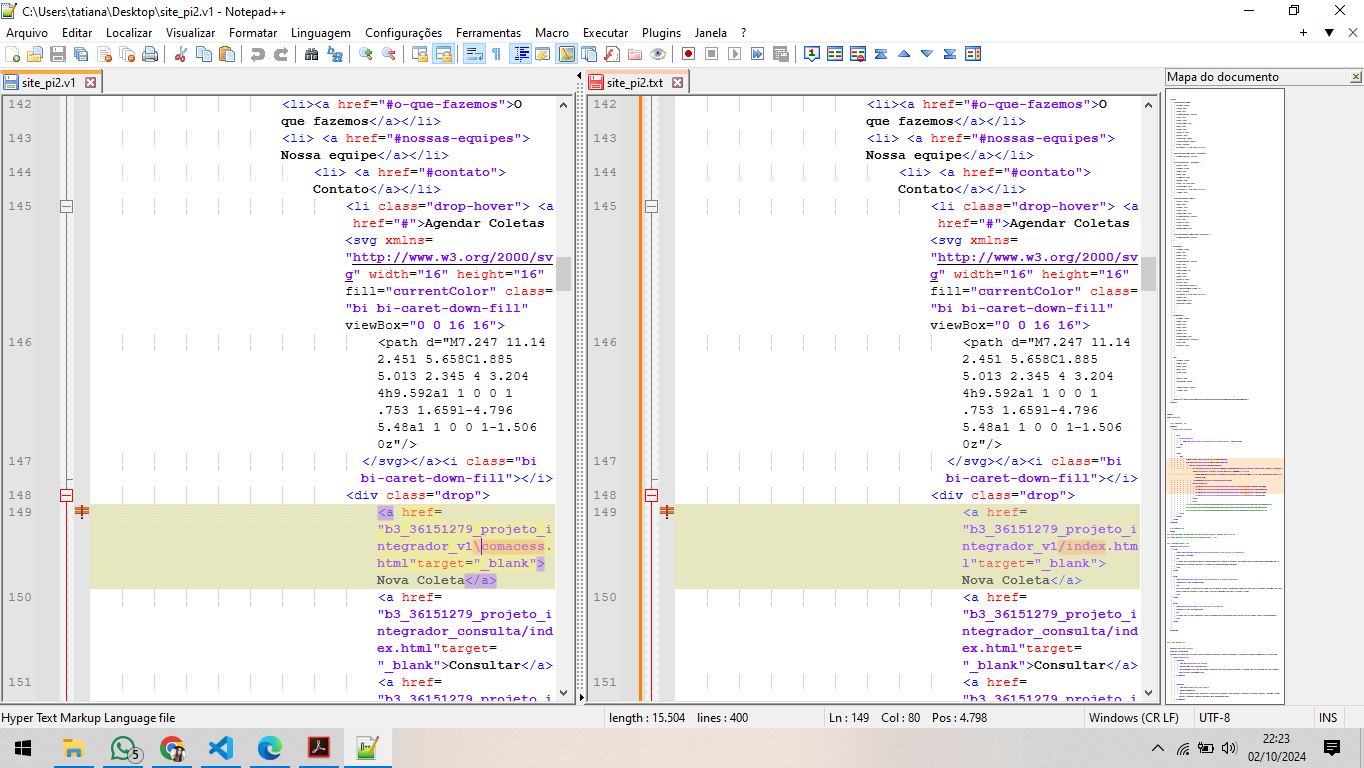 C:\Users\tatiana\Desktop\site_pi2.v1 - Notepad++
Arquivo Editar Localizar Visualizar Formatar Linguagem Configurações Ferramentas Macro Executar Plugins Janela ? + ▼ X
site_pi2.v1
142 <li><a href="#o-que-fazemos">O
que fazemos</a></li>
143 <li> <a href="#nossas-equipes">
Nossa equipe</a></li>
144 <li> <a href="#contato">
Contato</a></li>
145 <li class="drop-hover"> <a
href="#">Agendar Coletas
<svg xmlns=
"http://www.w3.org/2000/sv
g" width="16" height="16"
fill="currentColor" class=
"bi bi-caret-down-fill"
viewBox="0 0 16 16">
146 <path d="M7.247 11.14
2.451 5.658C1.885
5.013 2.345 4 3.204
4h9.592a1 1 0 0 1
.753 1.659l-4.796
5.48a1 1 0 0 1-1.506
0z"/>
147 </svg></a><i class="bi
bi-caret-down-fill"></i>
148 <div class="drop">
149 <a href=
"b3_36151279_projeto_i
ntegrador_v1\comacess.
html"target="_blank">
Nova Coleta</a>
150 <a href=
"b3_36151279_projeto_i
ntegrador_consulta/ind
ex.html"target=
"_blank">Consultar</a>
151 <a href=
"b3_36151279_projeto_i
site_pi2.txt
142 <li><a href="#o-que-fazemos">O
que fazemos</a></li>
143 <li> <a href="#nossas-equipes">
Nossa equipe</a></li>
144 <li> <a href="#contato">
Contato</a></li>
145 <li class="drop-hover"> <a
href="#">Agendar Coletas
<svg xmlns=
"http://www.w3.org/2000/sv
g" width="16" height="16"
fill="currentColor" class=
"bi bi-caret-down-fill"
viewBox="0 0 16 16">
146 <path d="M7.247 11.14
2.451 5.658C1.885
5.013 2.345 4 3.204
4h9.592a1 1 0 0 1
.753 1.659l-4.796
5.48a1 1 0 0 1-1.506
0z"/>
147 </svg></a><i class="bi
bi-caret-down-fill"></i>
148 <div class="drop">
149 <a href=
"b3_36151279_projeto_i
ntegrador_v1/index.htm
l"target="_blank">
Nova Coleta</a>
150 <a href=
"b3_36151279_projeto_i
ntegrador_consulta/ind
ex.html"target=
"_blank">Consultar</a>
151 <a href=
"b3_36151279_projeto_i
Mapa do documento
Hyper Text Markup Language file length : 15.504 lines : 400 Ln : 149 Col : 80 Pos : 4.798 Windows (CR LF) UTF-8 INS
5
22:23
02/10/2024